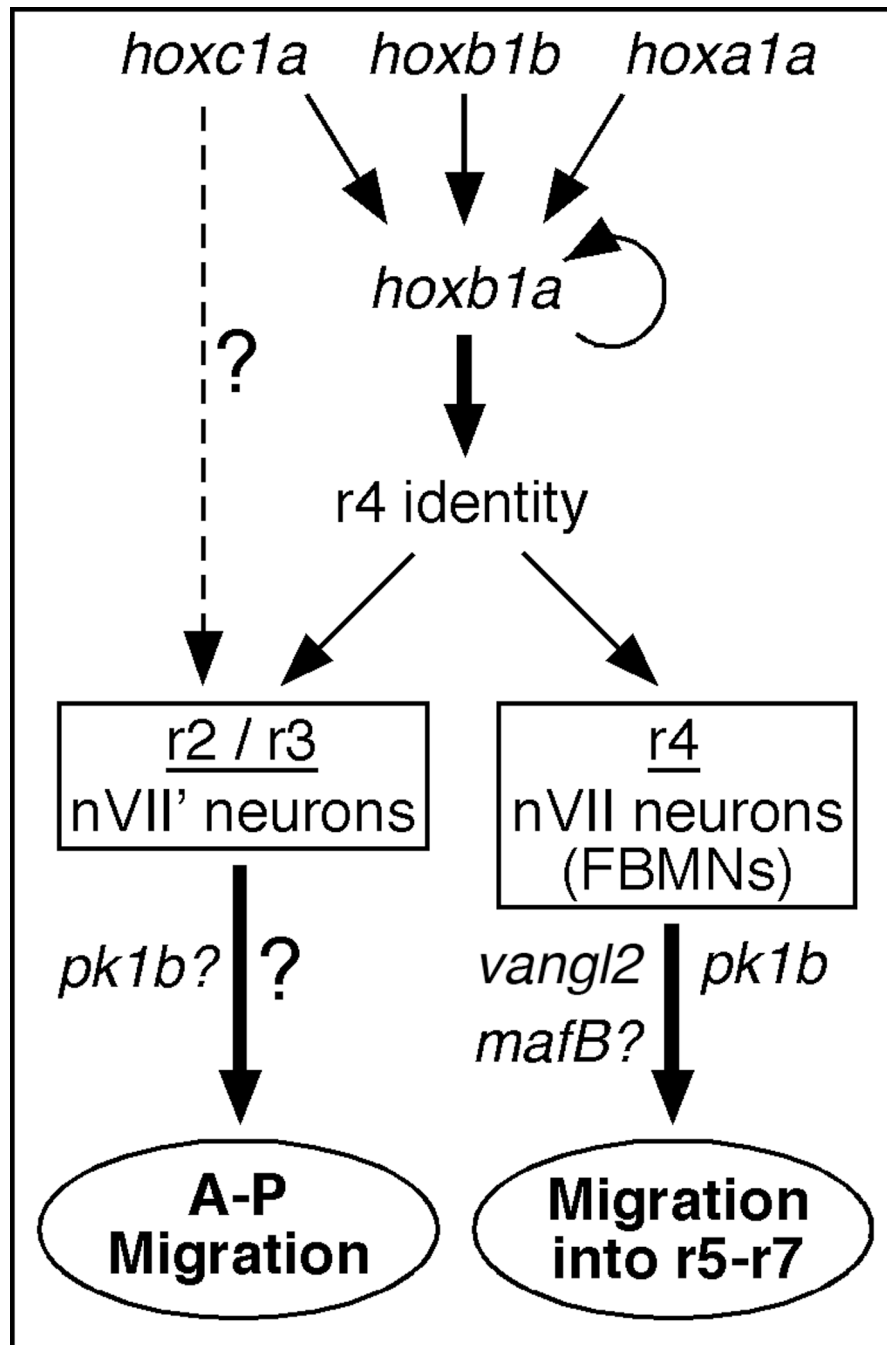 hoxc1a hoxb1b hoxa1a
hoxb1a
?
r4 identity
r2 / r3
nVII' neurons
r4
nVII neurons
(FBMNs)
pk1b? ?
vangl2 pk1b
mafB?
A-P
Migration
Migration
into r5-r7